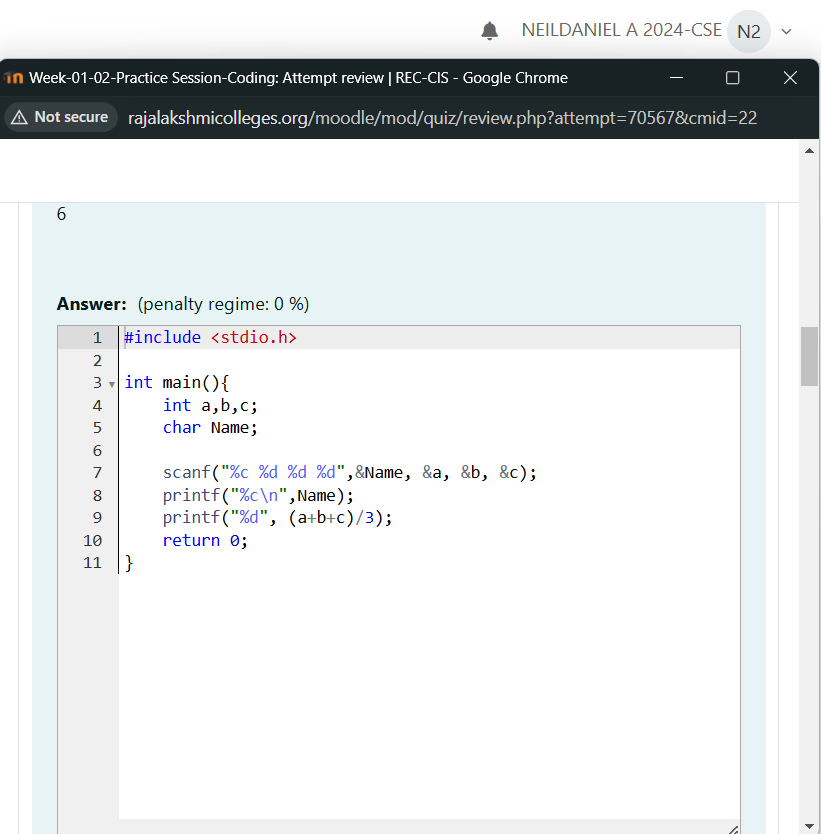 NEILDANIEL A 2024-CSE N2
Week-01-02-Practice Session-Coding: Attempt review | REC-CIS - Google Chrome
Not secure rajalakshmicolleges.org/moodle/mod/quiz/review.php?attempt=70567&cmid=22
6
Answer: (penalty regime: 0 %)
1 #include <stdio.h>
2
3 int main(){
4     int a,b,c;
5     char Name;
6
7     scanf("%c %d %d %d",&Name, &a, &b, &c);
8     printf("%c\n",Name);
9     printf("%d", (a+b+c)/3);
10     return 0;
11 }